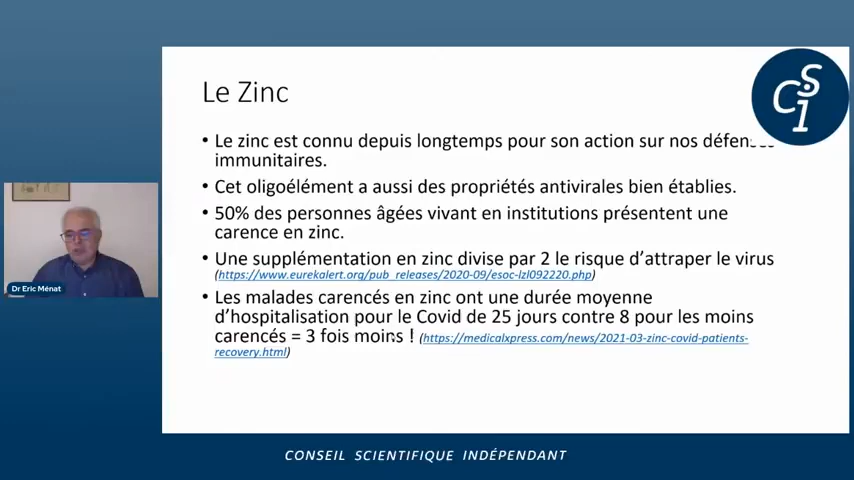 Le Zinc
• Le zinc est connu depuis longtemps pour son action sur nos
immunitaires.
• Cet oligoélément a aussi des propriétés antivirales bien établies.
• 50% des personnes âgées vivant en institutions présentent une
carence en zinc.
• Une supplémentation en zinc divise par 2 le risque d’attraper le virus
(https://www.eurekalert.org/pub_releases/2020-09/esoc-lzl092220.php)
• Les malades carencés en zinc ont une durée moyenne
d’hospitalisation pour le Covid de 25 jours contre 8 pour les moins
carencés = 3 fois moins ! (https://medicalxpress.com/news/2021-03-zinc-covid-patients-
recovery.html)
CSI
Dr Eric Ménat
CONSEIL SCIENTIFIQUE INDÉPENDANT